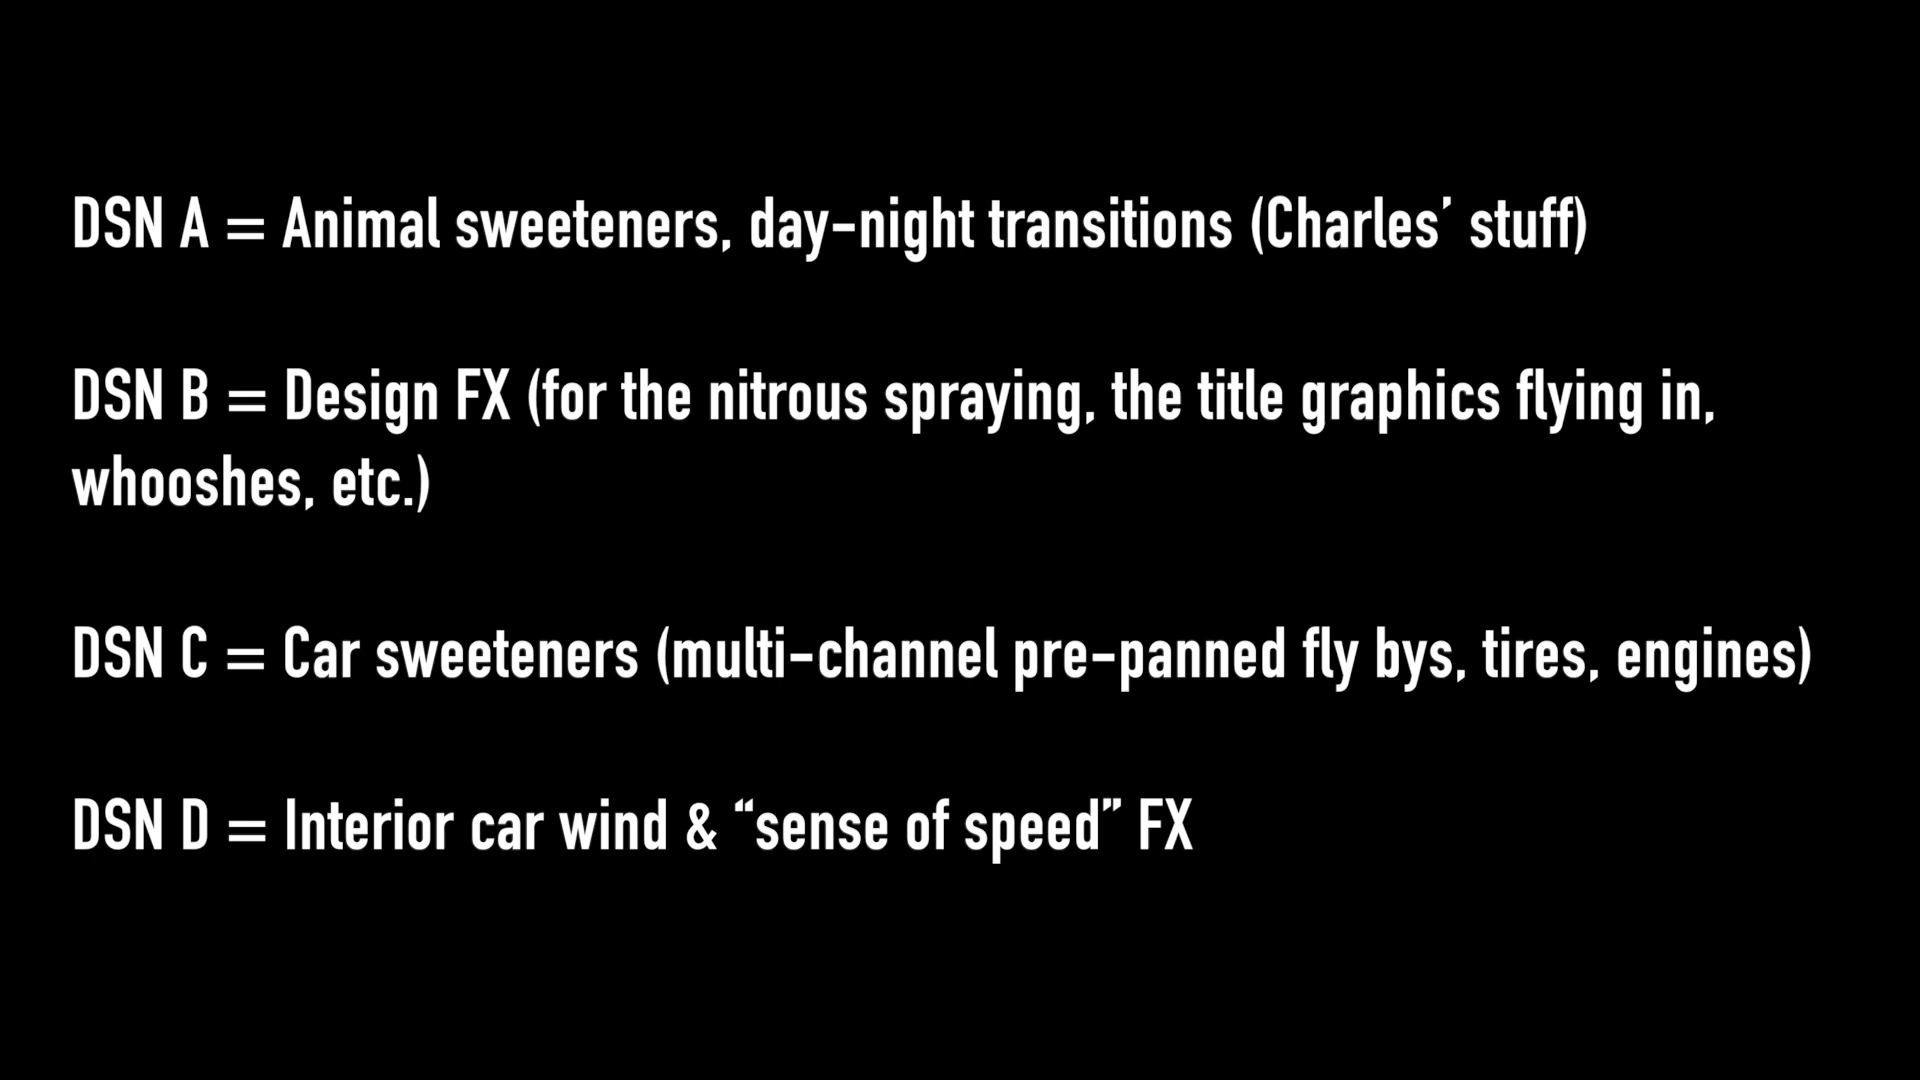 DSN A = Animal sweeteners, day-night transitions (Charles’ stuff)
DSN B = Design FX (for the nitrous spraying, the title graphics flying in,
whooshes, etc.)
DSN C = Car sweeteners (multi-channel pre-panned fly bys, tires, engines)
DSN D = Interior car wind & “sense of speed” FX